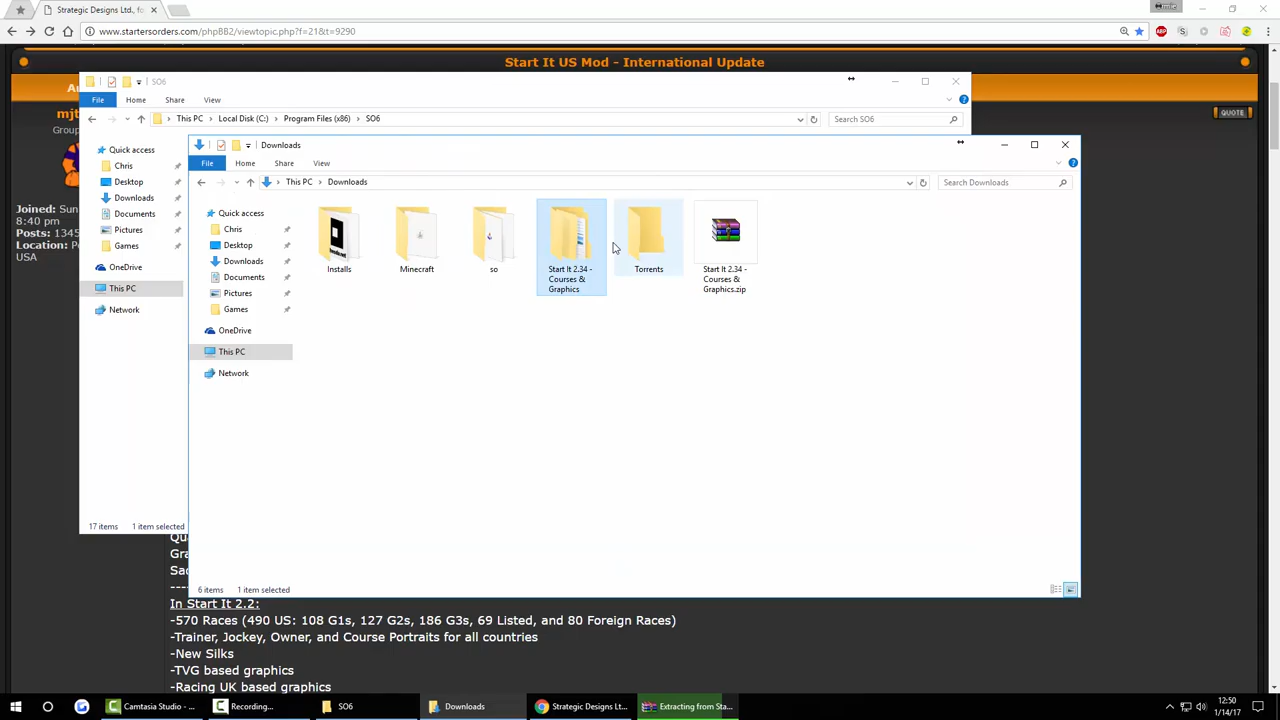 Strategic Designs Ltd., fo
www.startersorders.com/phpBB2/viewtopic.php?f=21&t=9290
ABP
Start It US Mod - International Update
QUOTE
Joined: Sun
8:40 pm
Posts: 1345
Location: Pe
USA
SO6
File Home Share View
This PC Local Disk (C:) Program Files (x86) SO6
Search SO6
Quick access
Chris
Desktop
Downloads
Documents
Pictures
Games
OneDrive
This PC
Network
17 items 1 item selected
Downloads
File Home Share View
This PC Downloads
Search Downloads
Quick access
Chris
Desktop
Downloads
Documents
Pictures
Games
OneDrive
This PC
Network
Installs
Minecraft
so
Start It 2.34 -
Courses &
Graphics
Torrents
Start It 2.34 -
Courses &
Graphics.zip
6 items 1 item selected
Qu
Gra
Sad
In Start It 2.2:
-570 Races (490 US: 108 G1s, 127 G2s, 186 G3s, 69 Listed, and 80 Foreign Races)
-Trainer, Jockey, Owner, and Course Portraits for all countries
-New Silks
-TVG based graphics
-Racing UK based graphics
Camtasia Studio - ...
Recording...
SO6
Downloads
Strategic Designs Lt...
Extracting from Sta...
12:50
1/14/17